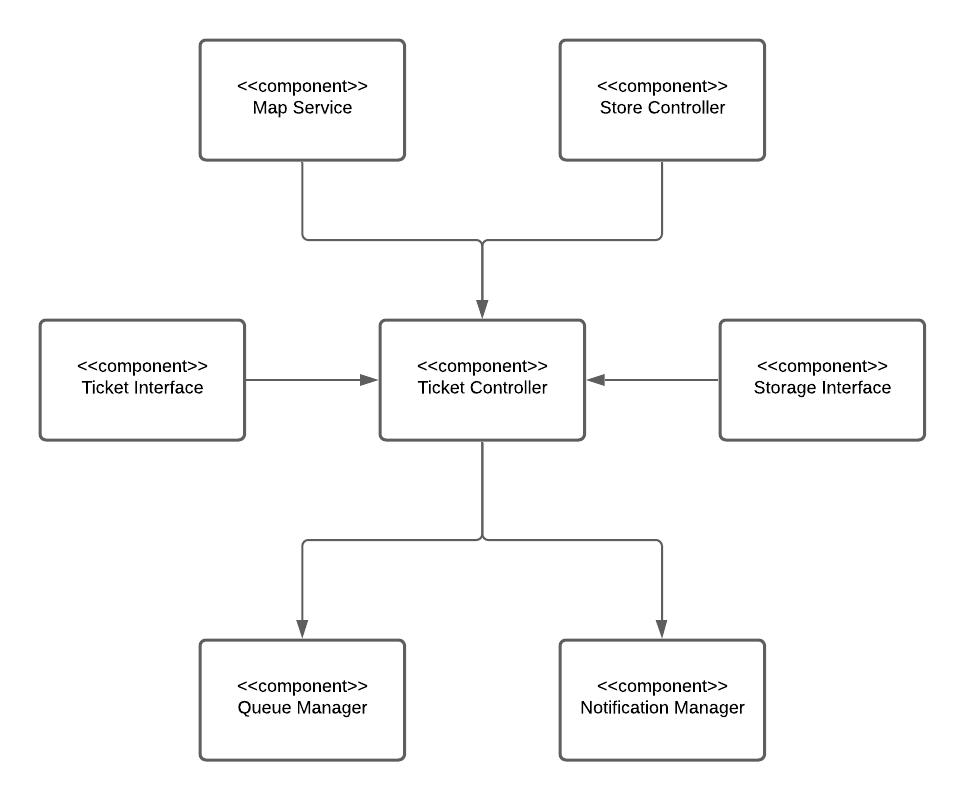 <<component>>
Map Service
<<component>>
Store Controller
<<component>>
Ticket Interface
<<component>>
Ticket Controller
<<component>>
Storage Interface
<<component>>
Queue Manager
<<component>>
Notification Manager